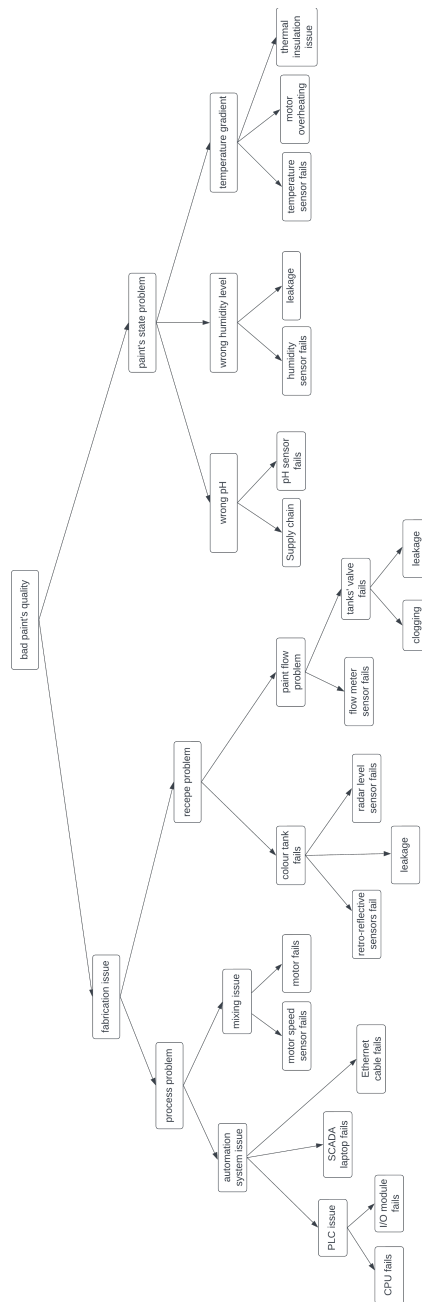 bad paint's quality
fabrication issue
paint's state problem
process problem
recepe problem
wrong pH
wrong humidity level
temperature gradient
automation
system issue
mixing issue
colour tank
fails
paint flow
problem
Supply chain
pH sensor
fails
humidity
sensor fails
leakage
temperature
sensor fails
motor
overheating
thermal
insulation
issue
PLC issue
SCADA
laptop fails
Ethernet
cable fails
motor speed
sensor fails
motor fails
retro-reflective
sensors fail
leakage
radar level
sensor fails
flow meter
sensor fails
tanks' valve
fails
CPU fails
I/O module
fails
clogging
leakage